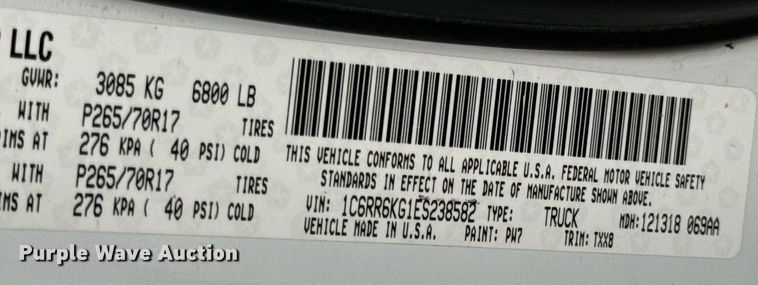 LLC
GVWR: 3085 KG 6800 LB
WITH P265/70R17 TIRES
AT 276 KPA ( 40 PSI) COLD
WITH P265/70R17 TIRES
IMS AT 276 KPA ( 40 PSI) COLD
THIS VEHICLE CONFORMS TO ALL APPLICABLE U.S.A. FEDERAL MOTOR VEHICLE SAFETY
STANDARDS IN EFFECT ON THE DATE OF MANUFACTURE SHOWN ABOVE.
VIN: 1C6RR6KG1ES238582 TYPE: TRUCK MDH:121318 069AA
VEHICLE MADE IN U.S.A. PAINT: PW7 TRIM: TXX8
Purple Wave Auction